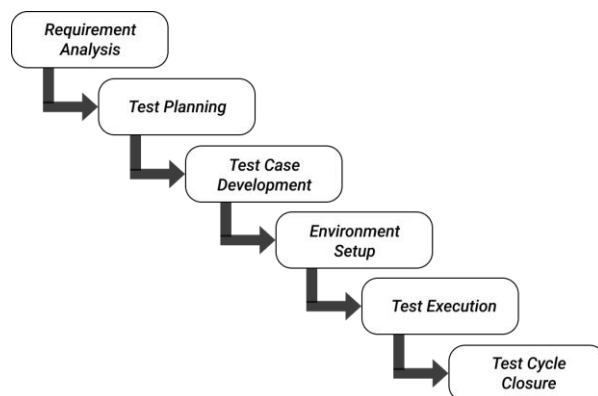 Requirement
Analysis
Test Planning
Test Case
Development
Environment
Setup
Test Execution
Test Cycle
Closure